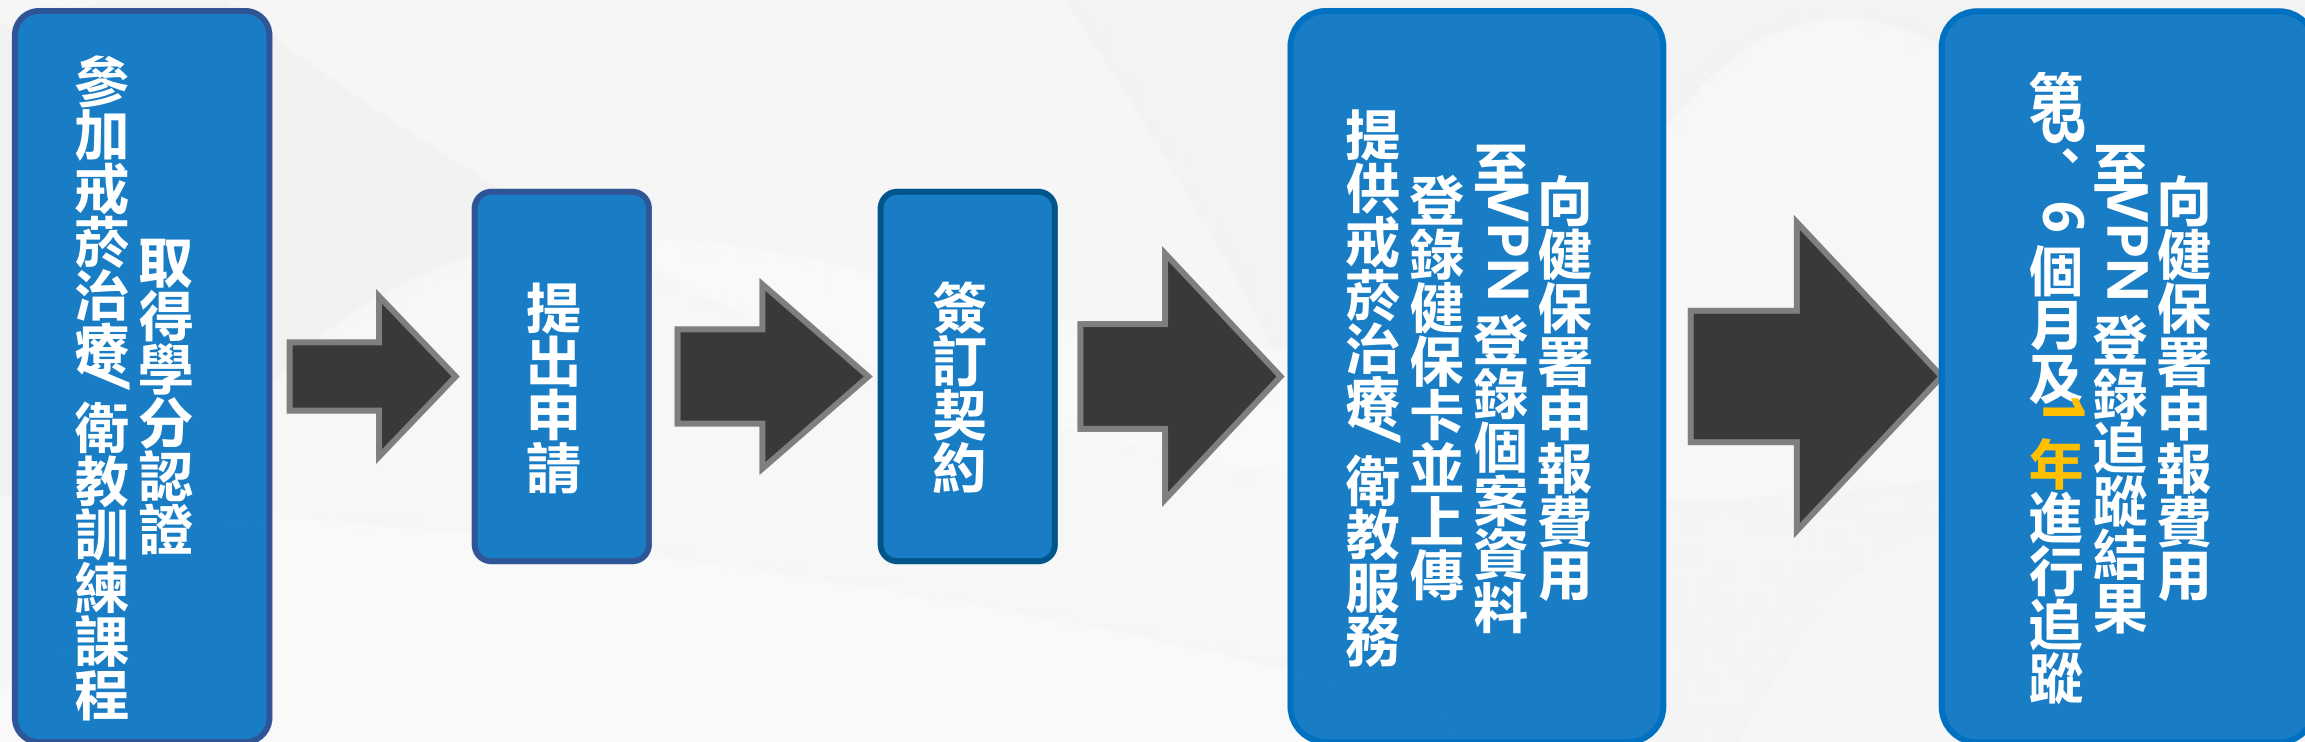 參加戒菸治療/衛教訓練課程
取得學分認證
提出申請
簽訂契約
提供戒菸治療/衛教服務
登錄健保卡並上傳
至VPN登錄個案資料
向健保署申報費用
第3、6個月及1年進行追蹤
至VPN登錄追蹤結果
向健保署申報費用